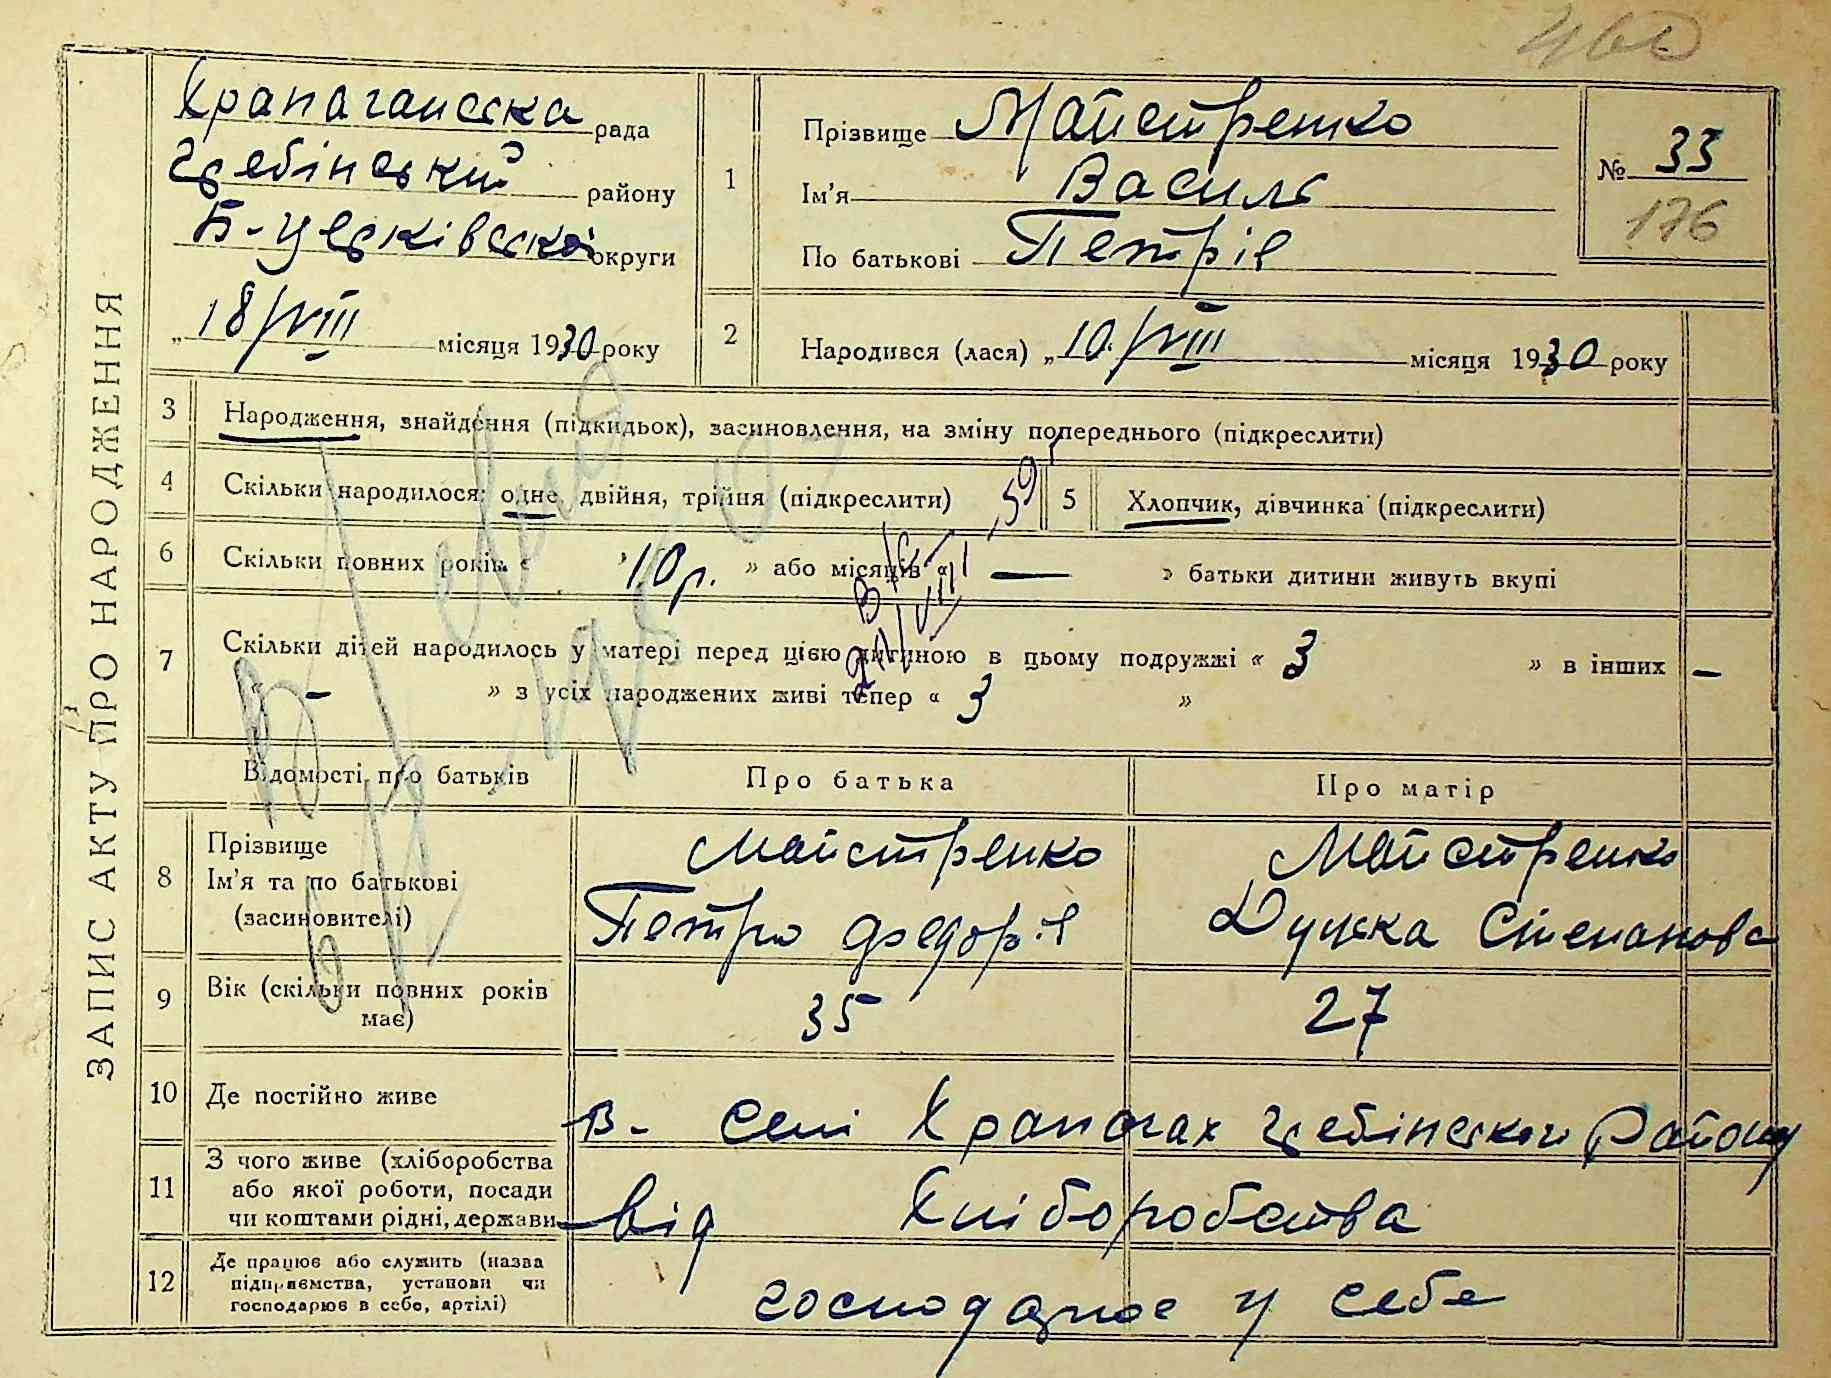 460
ЗАПИС АКТУ ПРО НАРОДЖЕННЯ
Храпаганська рада
Гребінський району
Б-Церківської округи
„ 18/VIII місяця 1930 року
1
Прізвище Майстренко
Ім'я Василь
По батькові Петрів
№ 33
176
2 Народився (лася) „ 10/VIII місяця 1930 року
3 Народження, знайдення (підкидьок), засиновлення, на зміну попереднього (підкреслити)
4 Скільки народилося: одне, двійня, трійня (підкреслити)
5 Хлопчик, дівчинка (підкреслити)
6 Скільки повних років « 10 р. » або місяців « — » батьки дитини живуть вкупі
7 Скільки дітей народилось у матері перед цією дитиною в цьому подружжі « 3 » в інших —
« – » з усіх народжених живі тепер « 3 »
Відомості про батьків Про батька Про матір
8 Прізвище Майстренко Майстренко
Ім'я та по батькові
(засиновителі) Петро Федорів Степанова
9 Вік (скільки повних років
має) 35 27
10 Де постійно живе в- селі Храпачах Гребінського Району
11 З чого живе (хліборобства
або якої роботи, посади
чи коштами рідні, держави від Хліборобства
12 Де працює або служить (назва
підприємства, установи чи
господарює в себе, артілі) господарює у себе